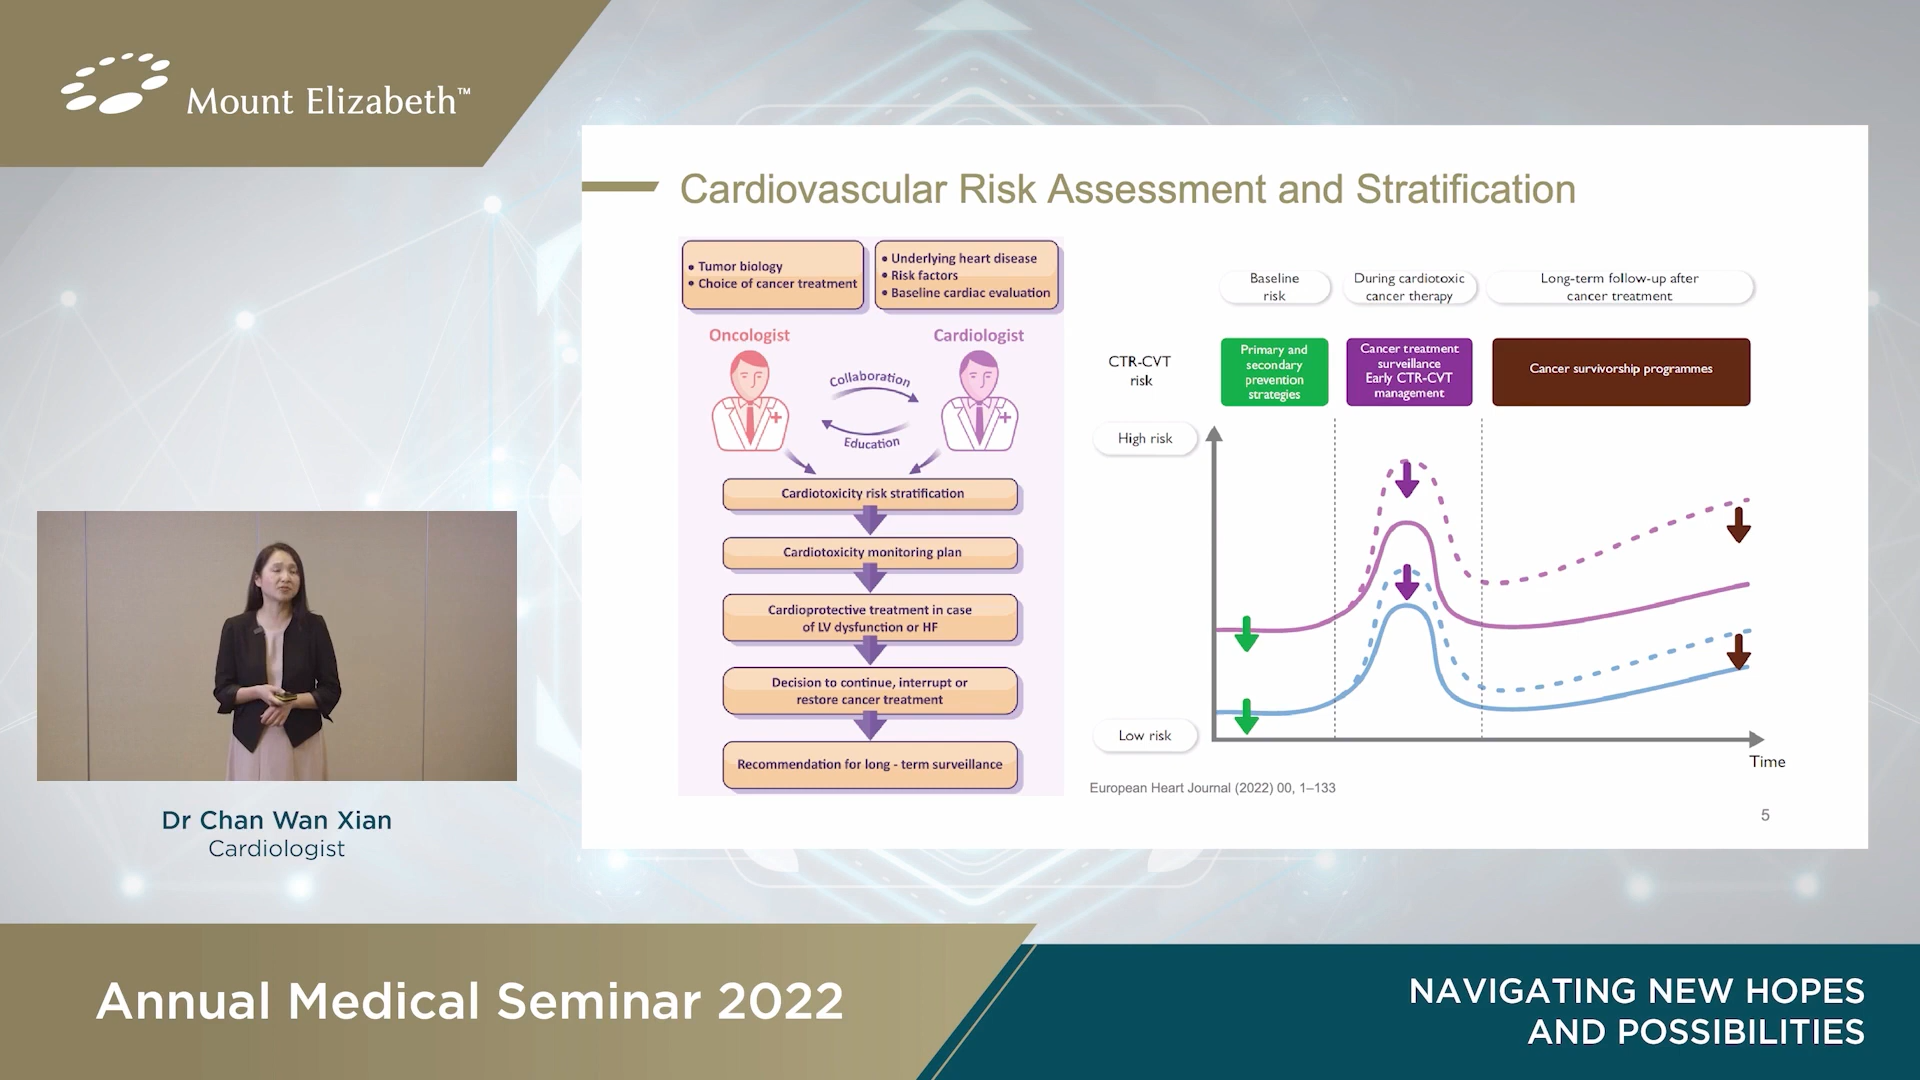 Mount Elizabeth™
Cardiovascular Risk Assessment and Stratification
• Tumor biology
• Choice of cancer treatment
• Underlying heart disease
• Risk factors
• Baseline cardiac evaluation
Oncologist
Cardiologist
Collaboration
Education
Cardiotoxicity risk stratification
Cardiotoxicity monitoring plan
Cardioprotective treatment in case
of LV dysfunction or HF
Decision to continue, interrupt or
restore cancer treatment
Recommendation for long - term surveillance
Baseline
risk
During cardiotoxic
cancer therapy
Long-term follow-up after
cancer treatment
CTR-CVT
risk
Primary and
secondary
prevention
strategies
Cancer treatment
surveillance
Early CTR-CVT
management
Cancer survivorship programmes
High risk
Low risk
Time
European Heart Journal (2022) 00, 1–133
5
Dr Chan Wan Xian
Cardiologist
Annual Medical Seminar 2022
NAVIGATING NEW HOPES
AND POSSIBILITIES